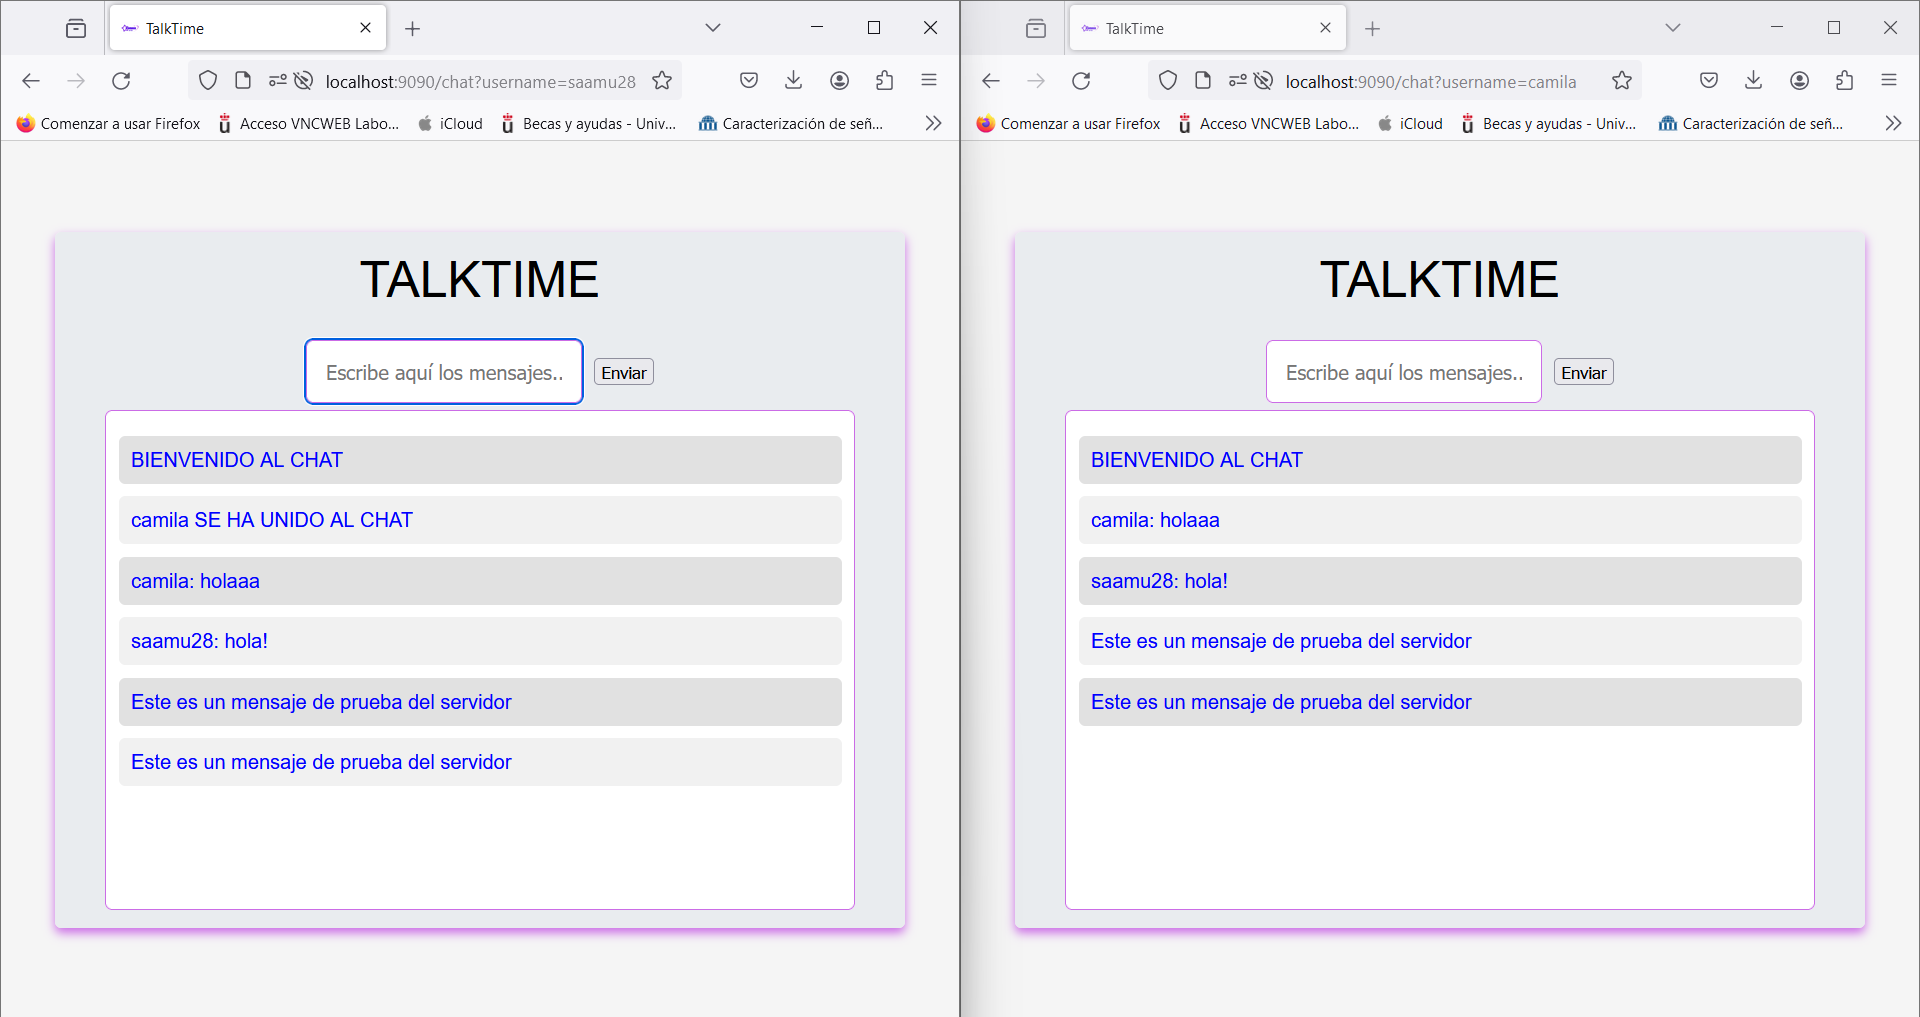 TalkTime
localhost:9090/chat?username=saamu28
Comenzar a usar Firefox
Acceso VNCWEB Labo...
iCloud
Becas y ayudas - Univ...
Caracterización de señ...
TALKTIME
Escribe aquí los mensajes..
Enviar
BIENVENIDO AL CHAT
camila SE HA UNIDO AL CHAT
camila: holaaa
saamu28: hola!
Este es un mensaje de prueba del servidor
Este es un mensaje de prueba del servidor
TalkTime
localhost:9090/chat?username=camila
Comenzar a usar Firefox
Acceso VNCWEB Labo...
iCloud
Becas y ayudas - Univ...
Caracterización de señ...
TALKTIME
Escribe aquí los mensajes..
Enviar
BIENVENIDO AL CHAT
camila: holaaa
saamu28: hola!
Este es un mensaje de prueba del servidor
Este es un mensaje de prueba del servidor